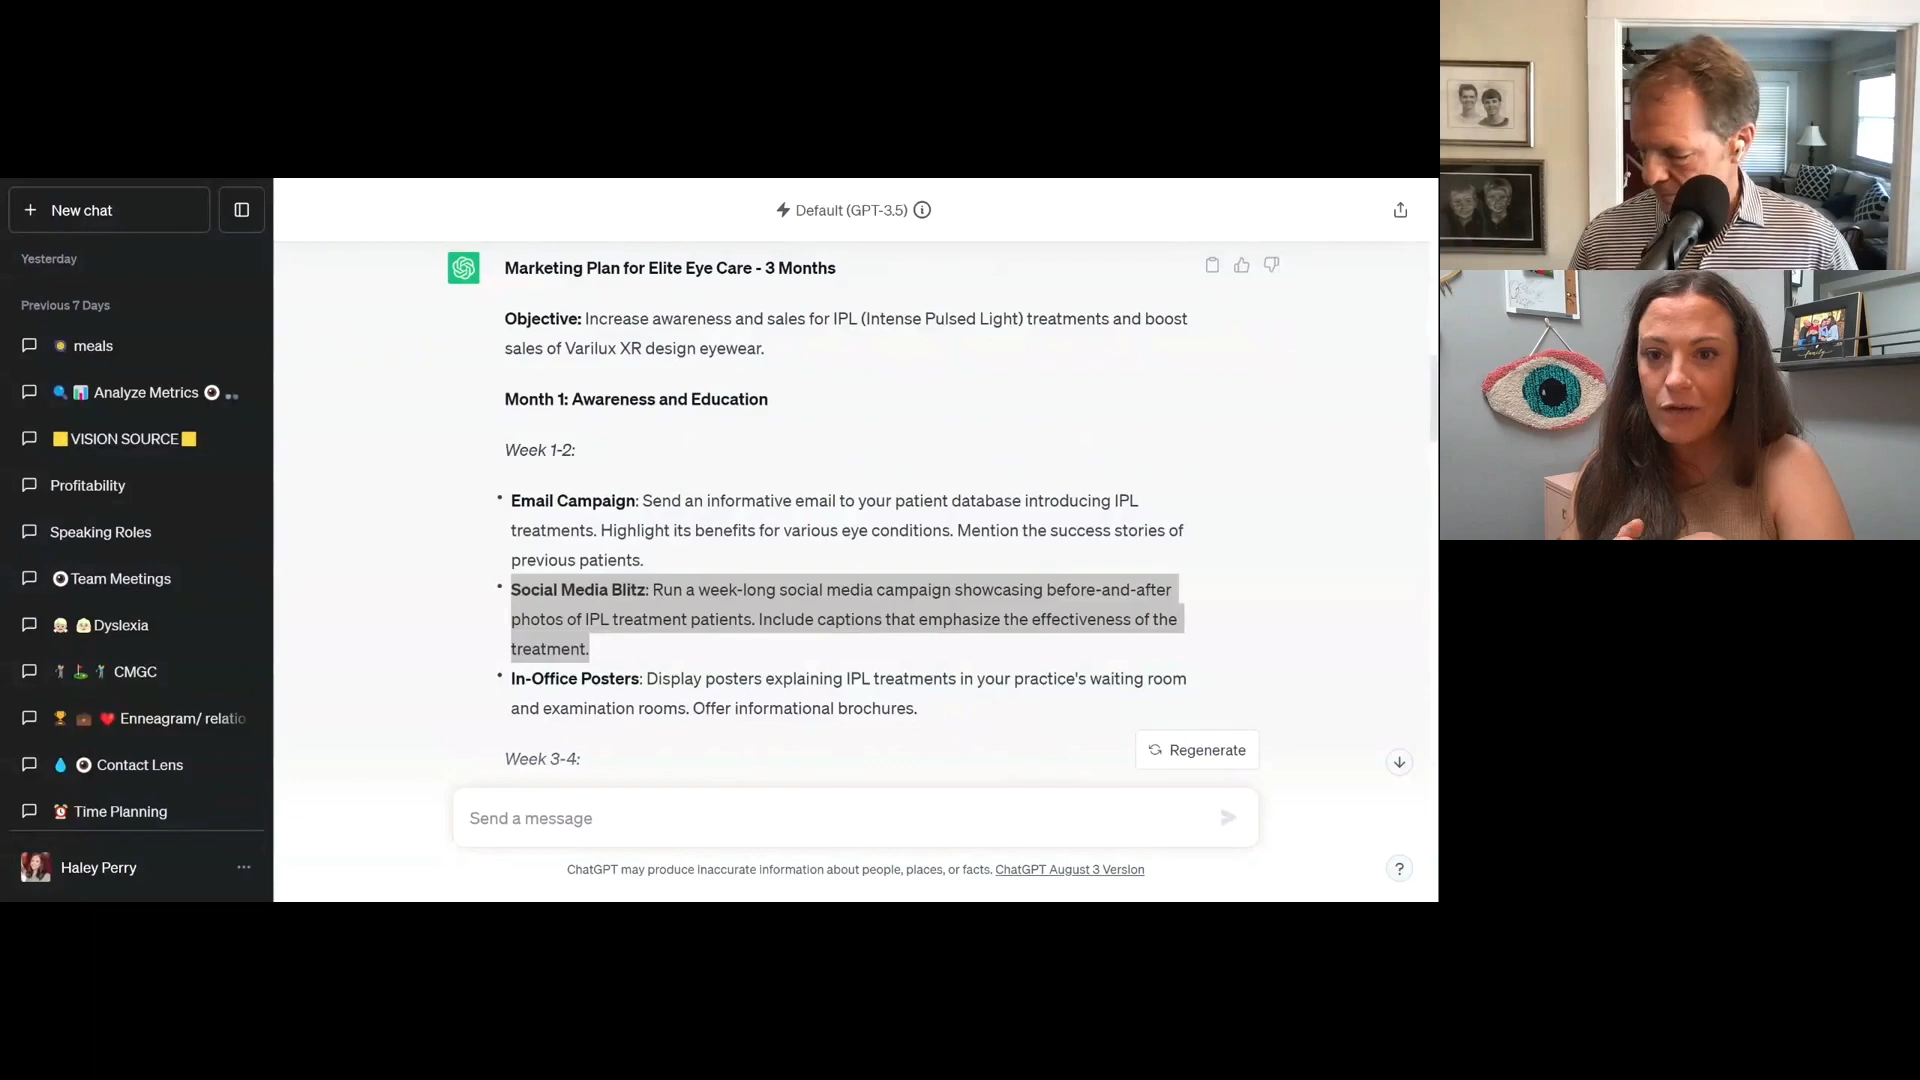 New chat
Yesterday
Previous 7 Days
meals
Analyze Metrics
VISION SOURCE
Profitability
Speaking Roles
Team Meetings
Dyslexia
CMGC
Enneagram/ relatio
Contact Lens
Time Planning
Haley Perry
Default (GPT-3.5)
Marketing Plan for Elite Eye Care - 3 Months
Objective: Increase awareness and sales for IPL (Intense Pulsed Light) treatments and boost
sales of Varilux XR design eyewear.
Month 1: Awareness and Education
Week 1-2:
• Email Campaign: Send an informative email to your patient database introducing IPL
treatments. Highlight its benefits for various eye conditions. Mention the success stories of
previous patients.
• Social Media Blitz: Run a week-long social media campaign showcasing before-and-after
photos of IPL treatment patients. Include captions that emphasize the effectiveness of the
treatment.
• In-Office Posters: Display posters explaining IPL treatments in your practice's waiting room
and examination rooms. Offer informational brochures.
Week 3-4:
Regenerate
Send a message
ChatGPT may produce inaccurate information about people, places, or facts. ChatGPT August 3 Version
?
family